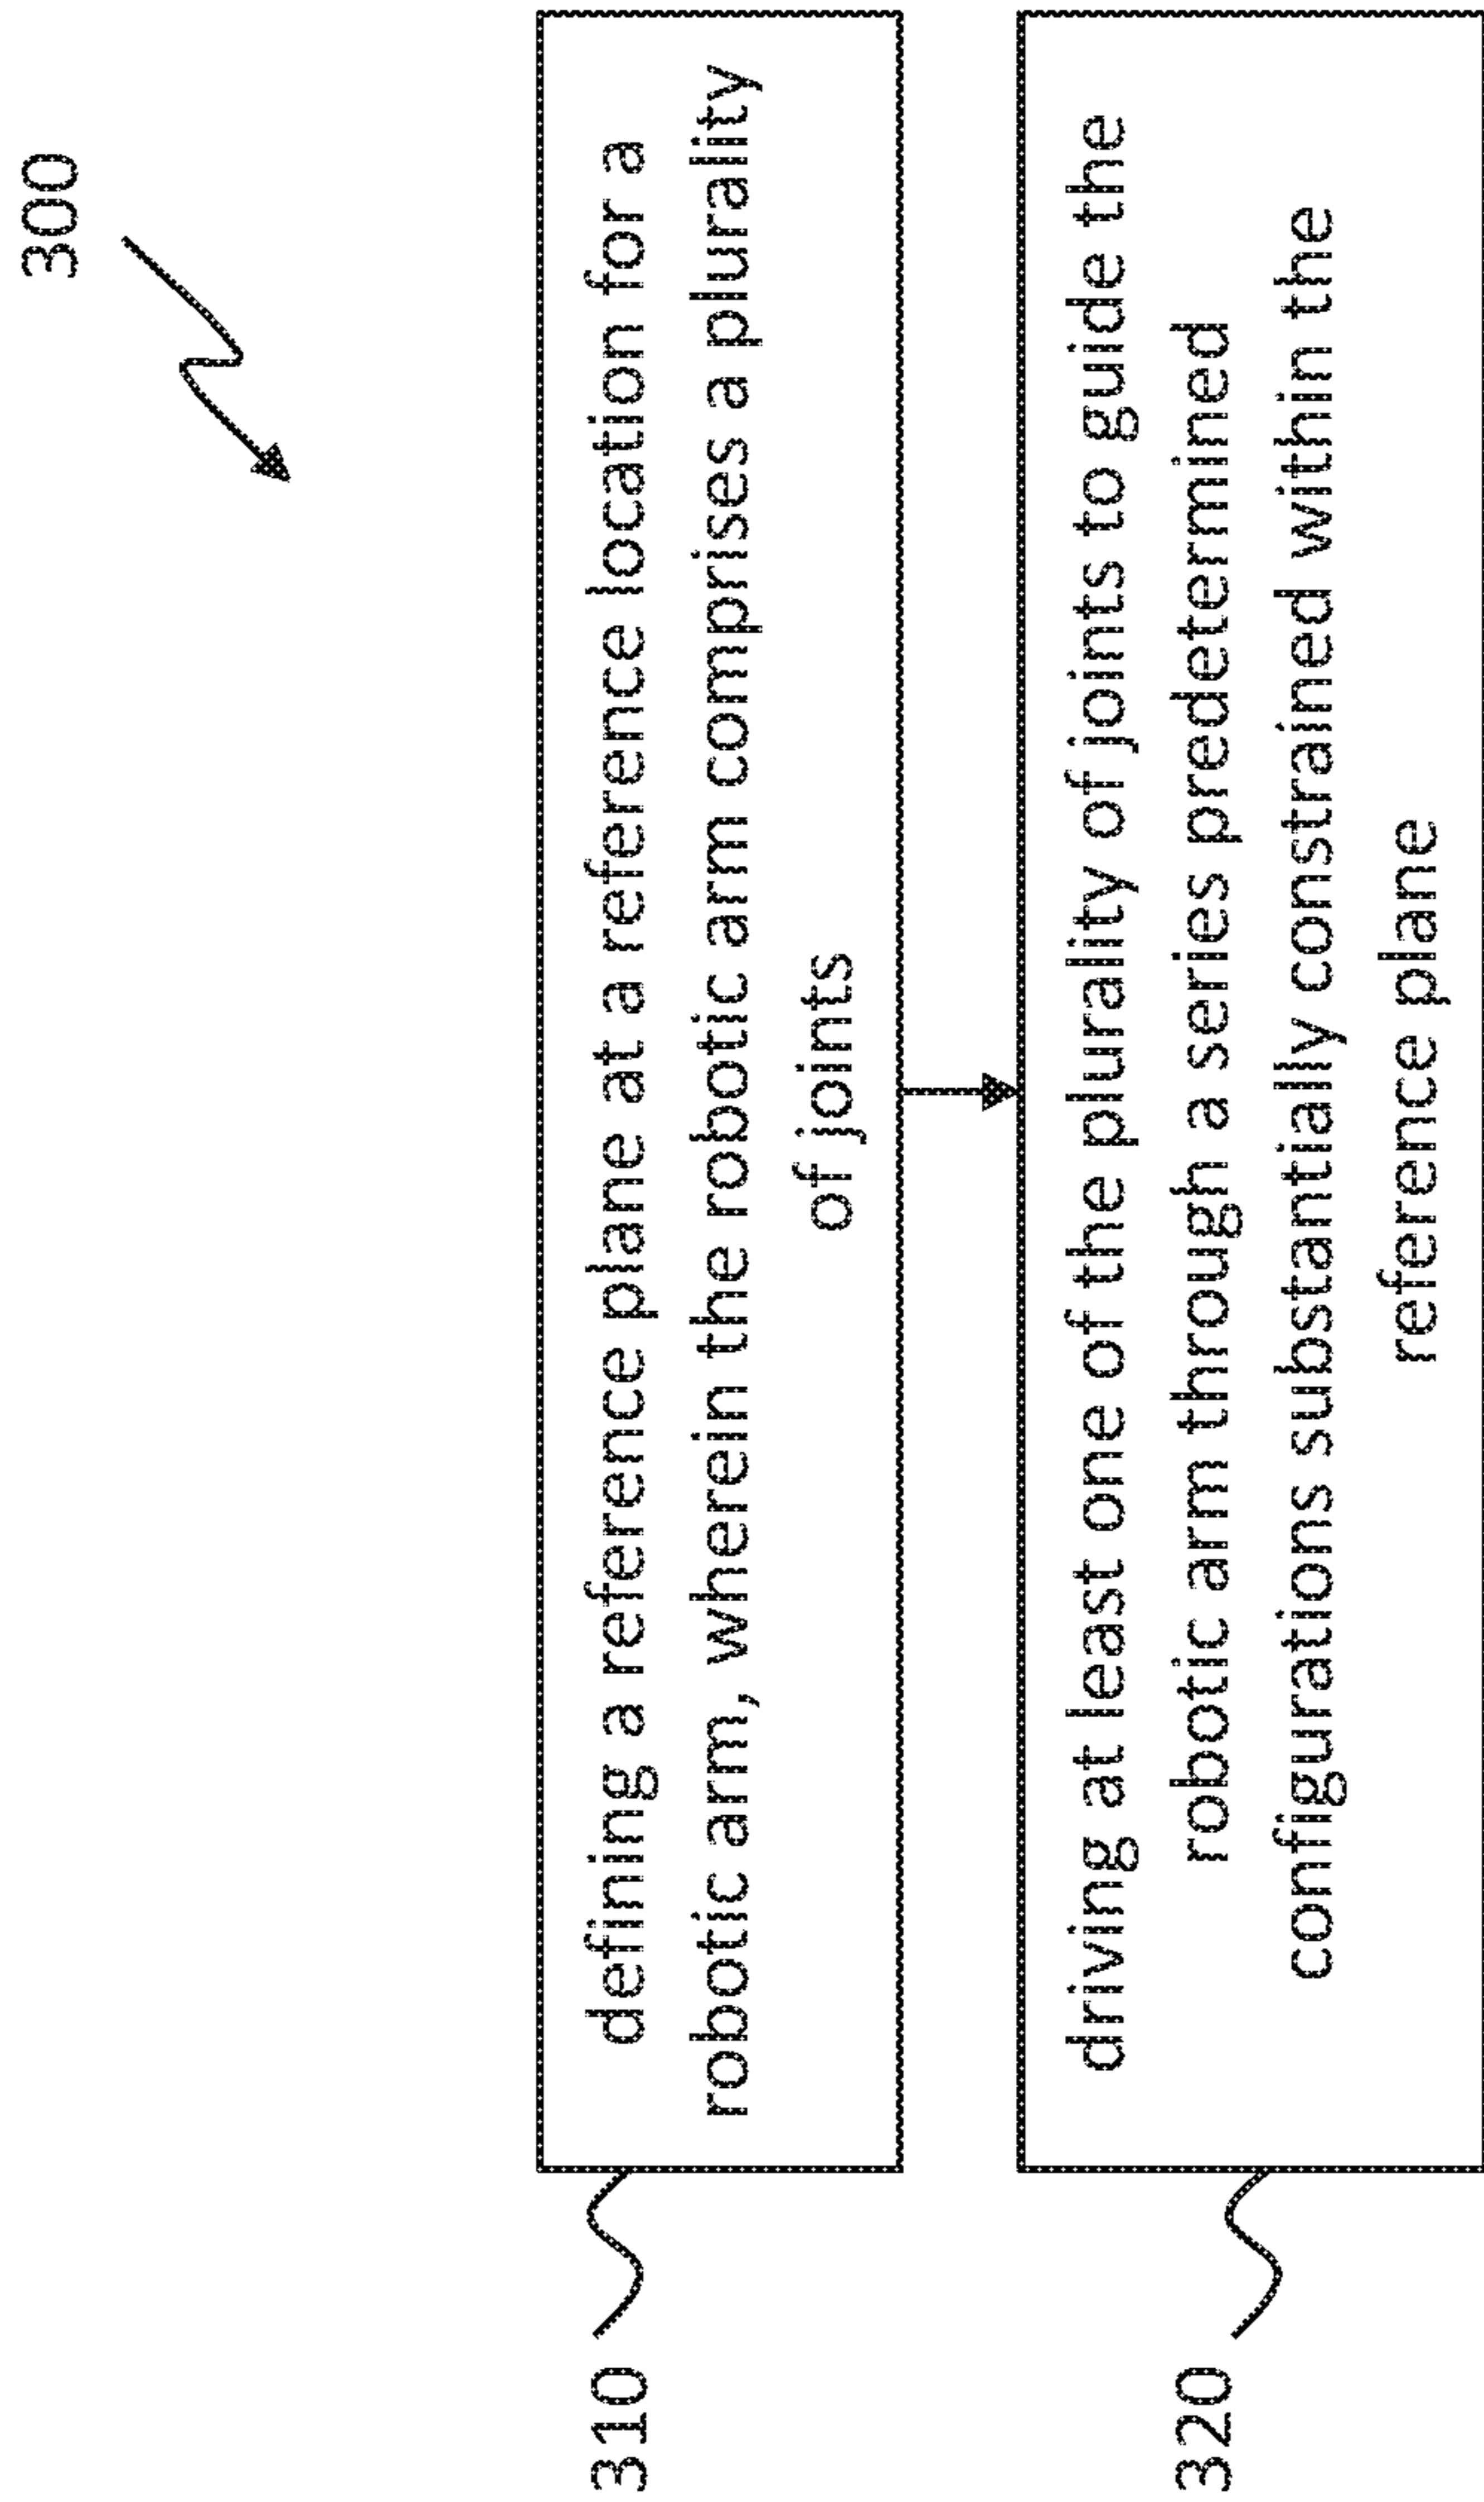 300
310
defining a reference plane at a reference location for a
robotic arm, wherein the robotic arm comprises a plurality
of joints
320
driving at least one of the plurality of joints to guide the
robotic arm through a series predetermined
configurations substantially constrained within the
reference plane